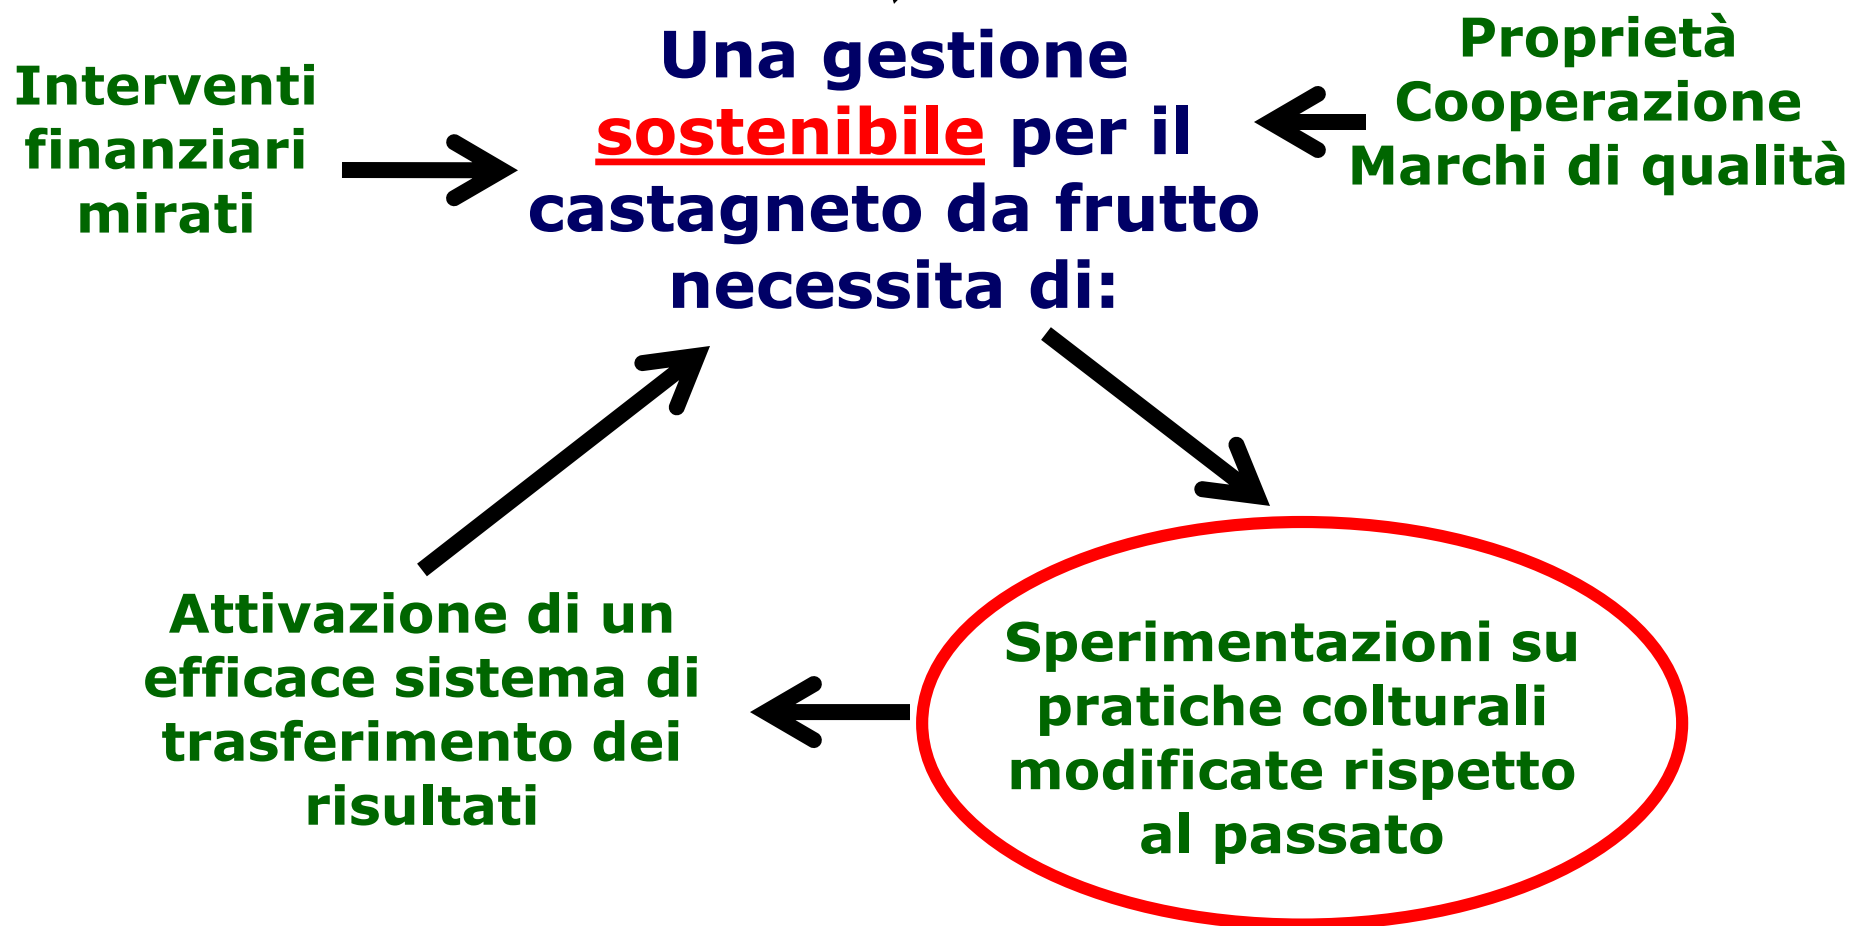 Interventi
finanziari
mirati
Una gestione
sostenibile per il
castagneto da frutto
necessita di:
Proprietà
Cooperazione
Marchi di qualità
Attivazione di un
efficace sistema di
trasferimento dei
risultati
Sperimentazioni su
pratiche colturali
modificate rispetto
al passato